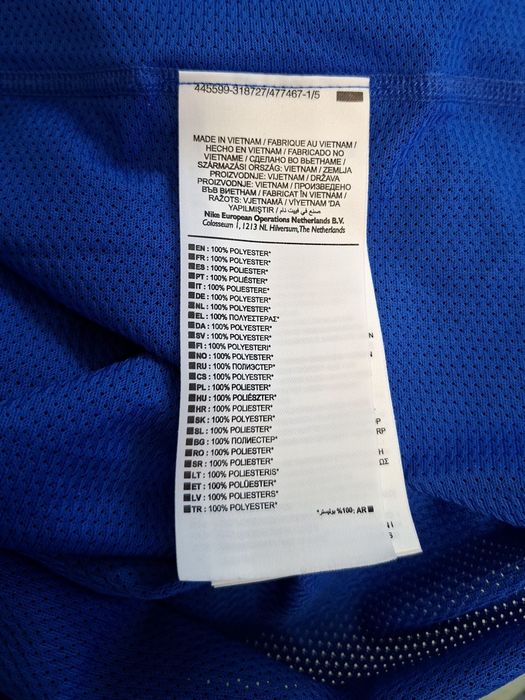 445599-318727/477467-1/5
MADE IN VIETNAM / FABRIQUE AU VIETNAM /
HECHO EN VIETNAM / FABRICADO NO
VIETNAME / СДЕЛАНО ВО ВЬЕТНАМЕ /
SZÁRMAZÁSI ORSZÁG: VIETNAM / ZEMLJA
PROIZVODNJE: VIJETNAM / DRŽAVA
PROIZVODNJE: VIETNAM / ПРОИЗВЕДЕНО
ВЪВ ВИЕТНАМ / FABRICAT ÎN VIETNAM /
RAŽOTS: VJETNAMĀ / VİYETNAM 'DA
YAPILMIŞTIR / صنع في فييت نام
Nike European Operations Netherlands B.V.
Colosseum 1, 1213 NL Hilversum, The Netherlands
EN : 100% POLYESTER*
FR : 100% POLYESTER*
ES : 100% POLIESTER*
PT : 100% POLIÉSTER*
IT : 100% POLIESTERE*
DE : 100% POLYESTER*
NL : 100% POLYESTER*
EL : 100% ΠΟΛΥΕΣΤΕΡΑΣ*
DA : 100% POLYESTER*
SV : 100% POLYESTER*
FI : 100% POLYESTERI*
NO : 100% POLYESTER*
RU : 100% ПОЛИЭСТЕР*
CS : 100% POLYESTER*
PL : 100% POLIESTER*
HU : 100% POLIÉSZTER*
HR : 100% POLIESTER*
SK : 100% POLYESTER*
SL : 100% POLIESTER*
BG : 100% ПОЛИЕСТЕР*
RO : 100% POLIESTER*
SR : 100% POLIESTER*
LT : 100% POLIESTERIS*
ET : 100% POLÜESTER*
LV : 100% POLIESTERS*
TR : 100% POLYESTER*
AR :100% بوليستر*
N
P
RP
H
ΩΣ